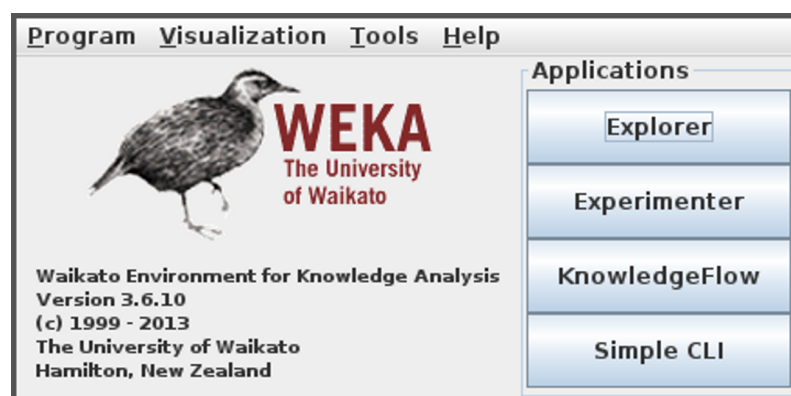 Program Visualization Tools Help
WEKA
The University
of Waikato
Waikato Environment for Knowledge Analysis
Version 3.6.10
(c) 1999 - 2013
The University of Waikato
Hamilton, New Zealand
Applications
Explorer
Experimenter
KnowledgeFlow
Simple CLI